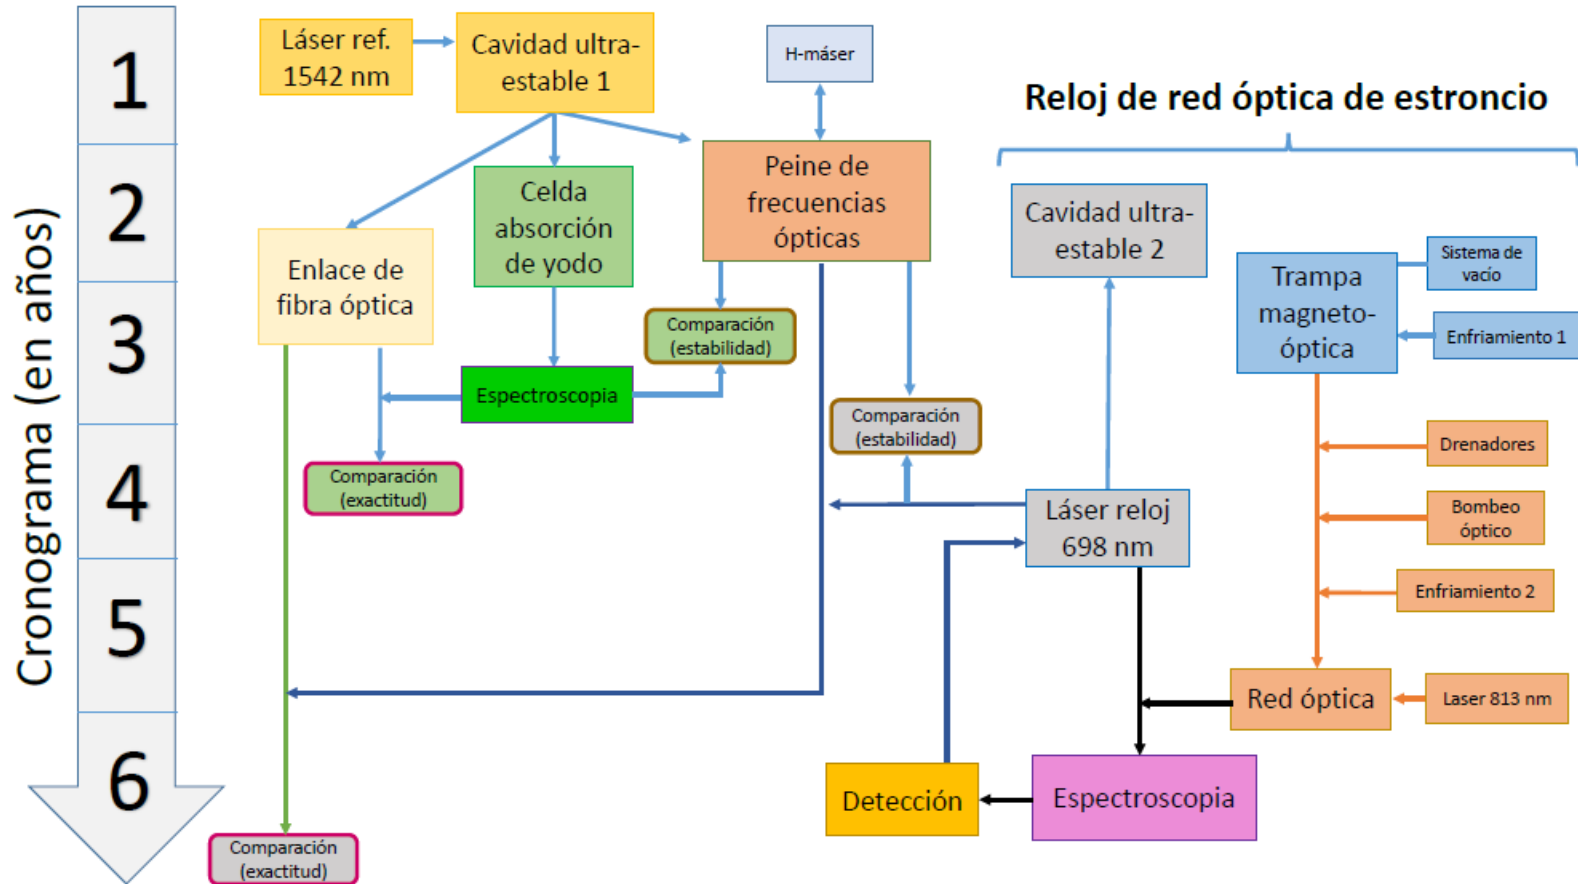 Cronograma (en años)
1
2
3
4
5
6
Láser ref.
1542 nm
Cavidad ultra-
estable 1
H-máser
Reloj de red óptica de estroncio
Peine de
frecuencias
ópticas
Celda
absorción
de yodo
Enlace de
fibra óptica
Cavidad ultra-
estable 2
Trampa
magneto-
óptica
Sistema de
vacío
Enfriamiento 1
Comparación
(estabilidad)
Espectroscopia
Comparación
(estabilidad)
Comparación
(exactitud)
Láser reloj
698 nm
Drenadores
Bombeo
óptico
Enfriamiento 2
Red óptica
Laser 813 nm
Detección
Espectroscopia
Comparación
(exactitud)